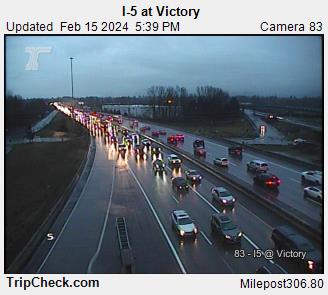 I-5 at Victory
Updated Feb 15 2024 5:39 PM Camera 83
S
83 - I5 @ Victory
TripCheck.com Milepost306.80